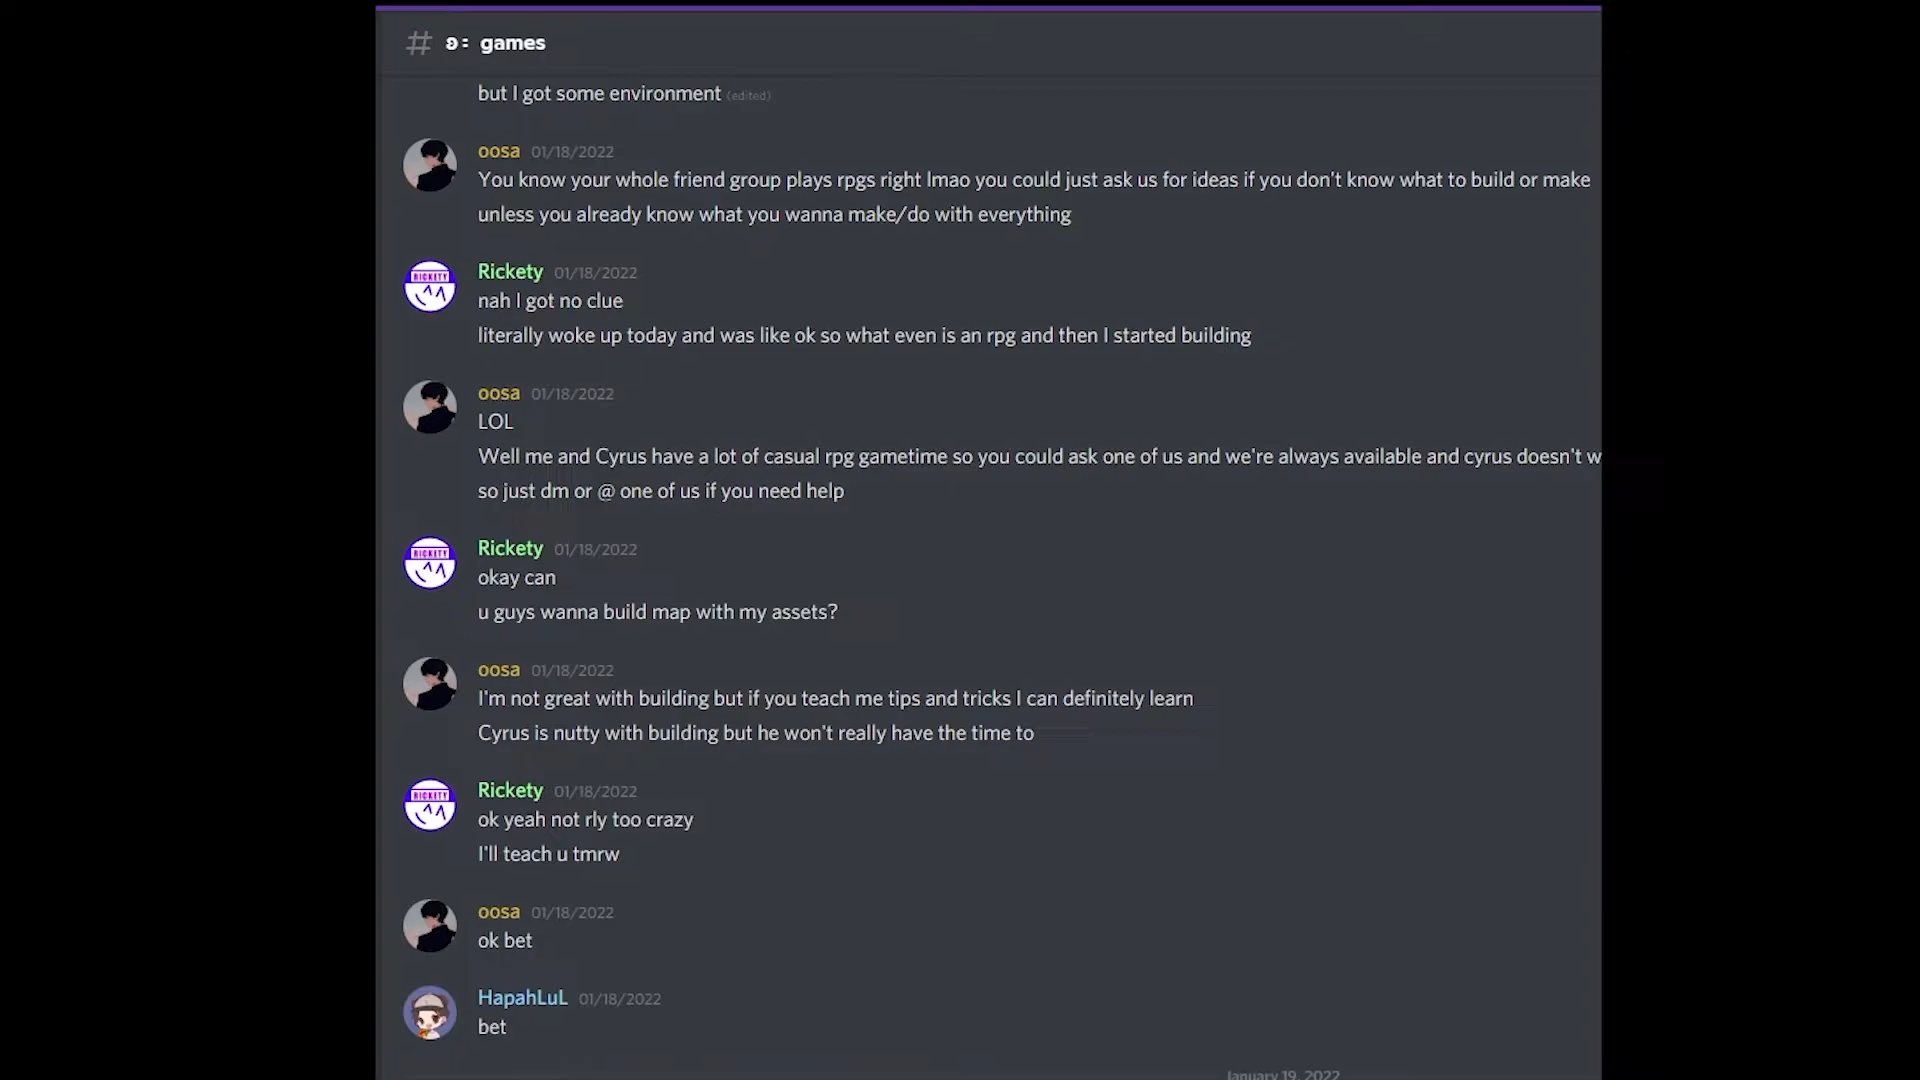 # ʚ: games
but I got some environment (edited)
oosa 01/18/2022
You know your whole friend group plays rpgs right lmao you could just ask us for ideas if you don't know what to build or make
unless you already know what you wanna make/do with everything
RICKETY
Rickety 01/18/2022
nah I got no clue
literally woke up today and was like ok so what even is an rpg and then I started building
oosa 01/18/2022
LOL
Well me and Cyrus have a lot of casual rpg gametime so you could ask one of us and we're always available and cyrus doesn't w
so just dm or @ one of us if you need help
RICKETY
Rickety 01/18/2022
okay can
u guys wanna build map with my assets?
oosa 01/18/2022
I'm not great with building but if you teach me tips and tricks I can definitely learn
Cyrus is nutty with building but he won't really have the time to
RICKETY
Rickety 01/18/2022
ok yeah not rly too crazy
I'll teach u tmrw
oosa 01/18/2022
ok bet
HapahLuL 01/18/2022
bet
January 19, 2022